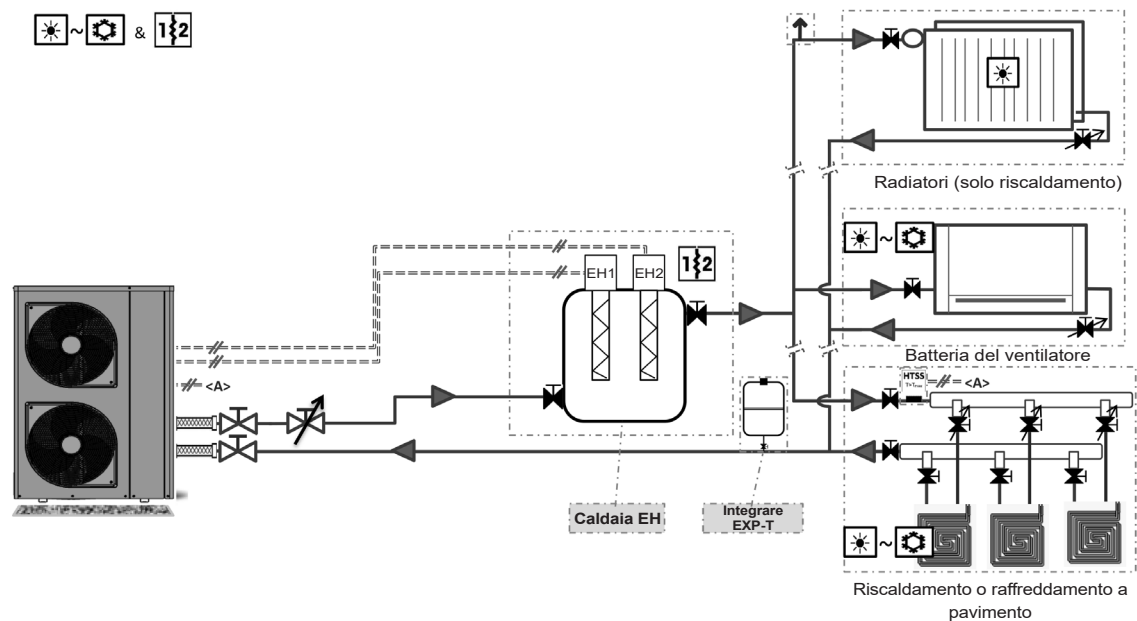 ~ & 1 2
Radiatori (solo riscaldamento)
~
EH1 EH2 1 2
Batteria del ventilatore
HTSS <A>
<A>
Caldaia EH
Integrare
EXP-T
~
Riscaldamento o raffreddamento a
pavimento